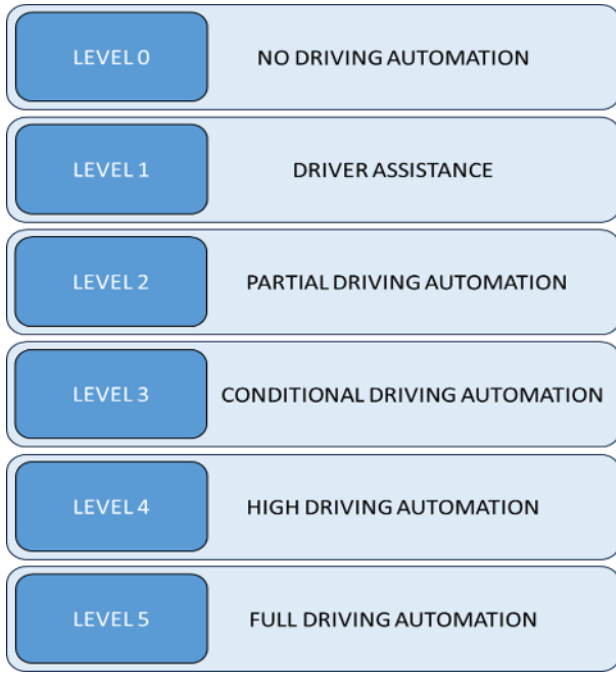 LEVEL 0 NO DRIVING AUTOMATION
LEVEL 1 DRIVER ASSISTANCE
LEVEL 2 PARTIAL DRIVING AUTOMATION
LEVEL 3 CONDITIONAL DRIVING AUTOMATION
LEVEL 4 HIGH DRIVING AUTOMATION
LEVEL 5 FULL DRIVING AUTOMATION